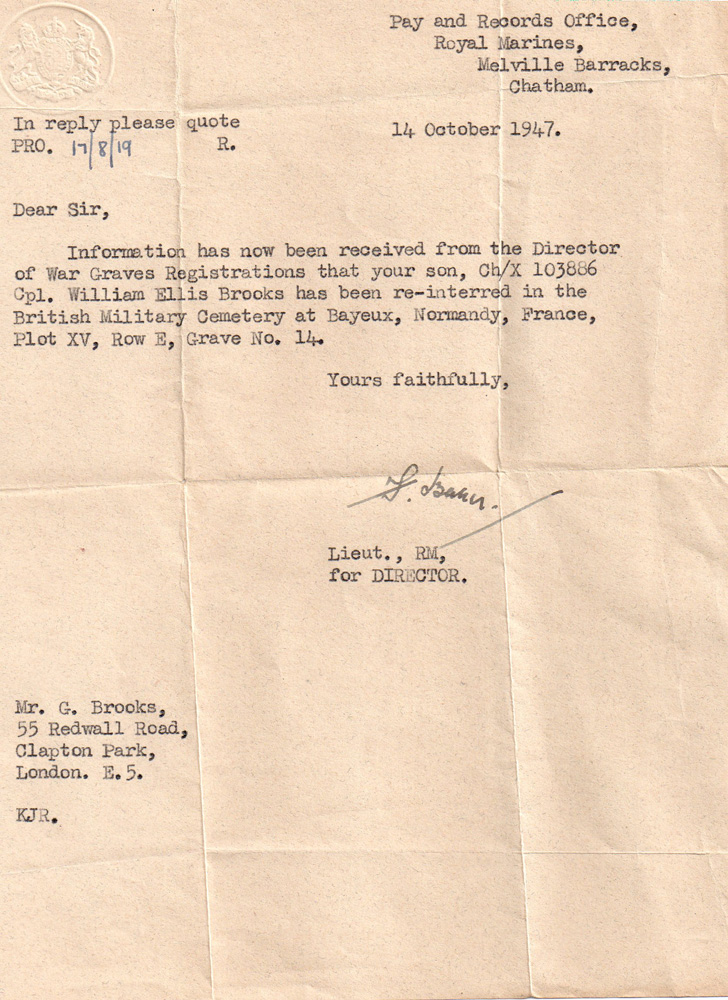 Pay and Records Office,
Royal Marines,
Melville Barracks,
Chatham.
In reply please quote
14 October 1947.
PRO. 17/8/19 R.
Dear Sir,
Information has now been received from the Director
of War Graves Registrations that your son, Ch/X 103886
Cpl. William Ellis Brooks has been re-interred in the
British Military Cemetery at Bayeux, Normandy, France,
Plot XV, Row E, Grave No. 14.
Yours faithfully,
Lieut., RM,
for DIRECTOR.
Mr. G. Brooks,
55 Redwall Road,
Clapton Park,
London. E.5.
KJR.